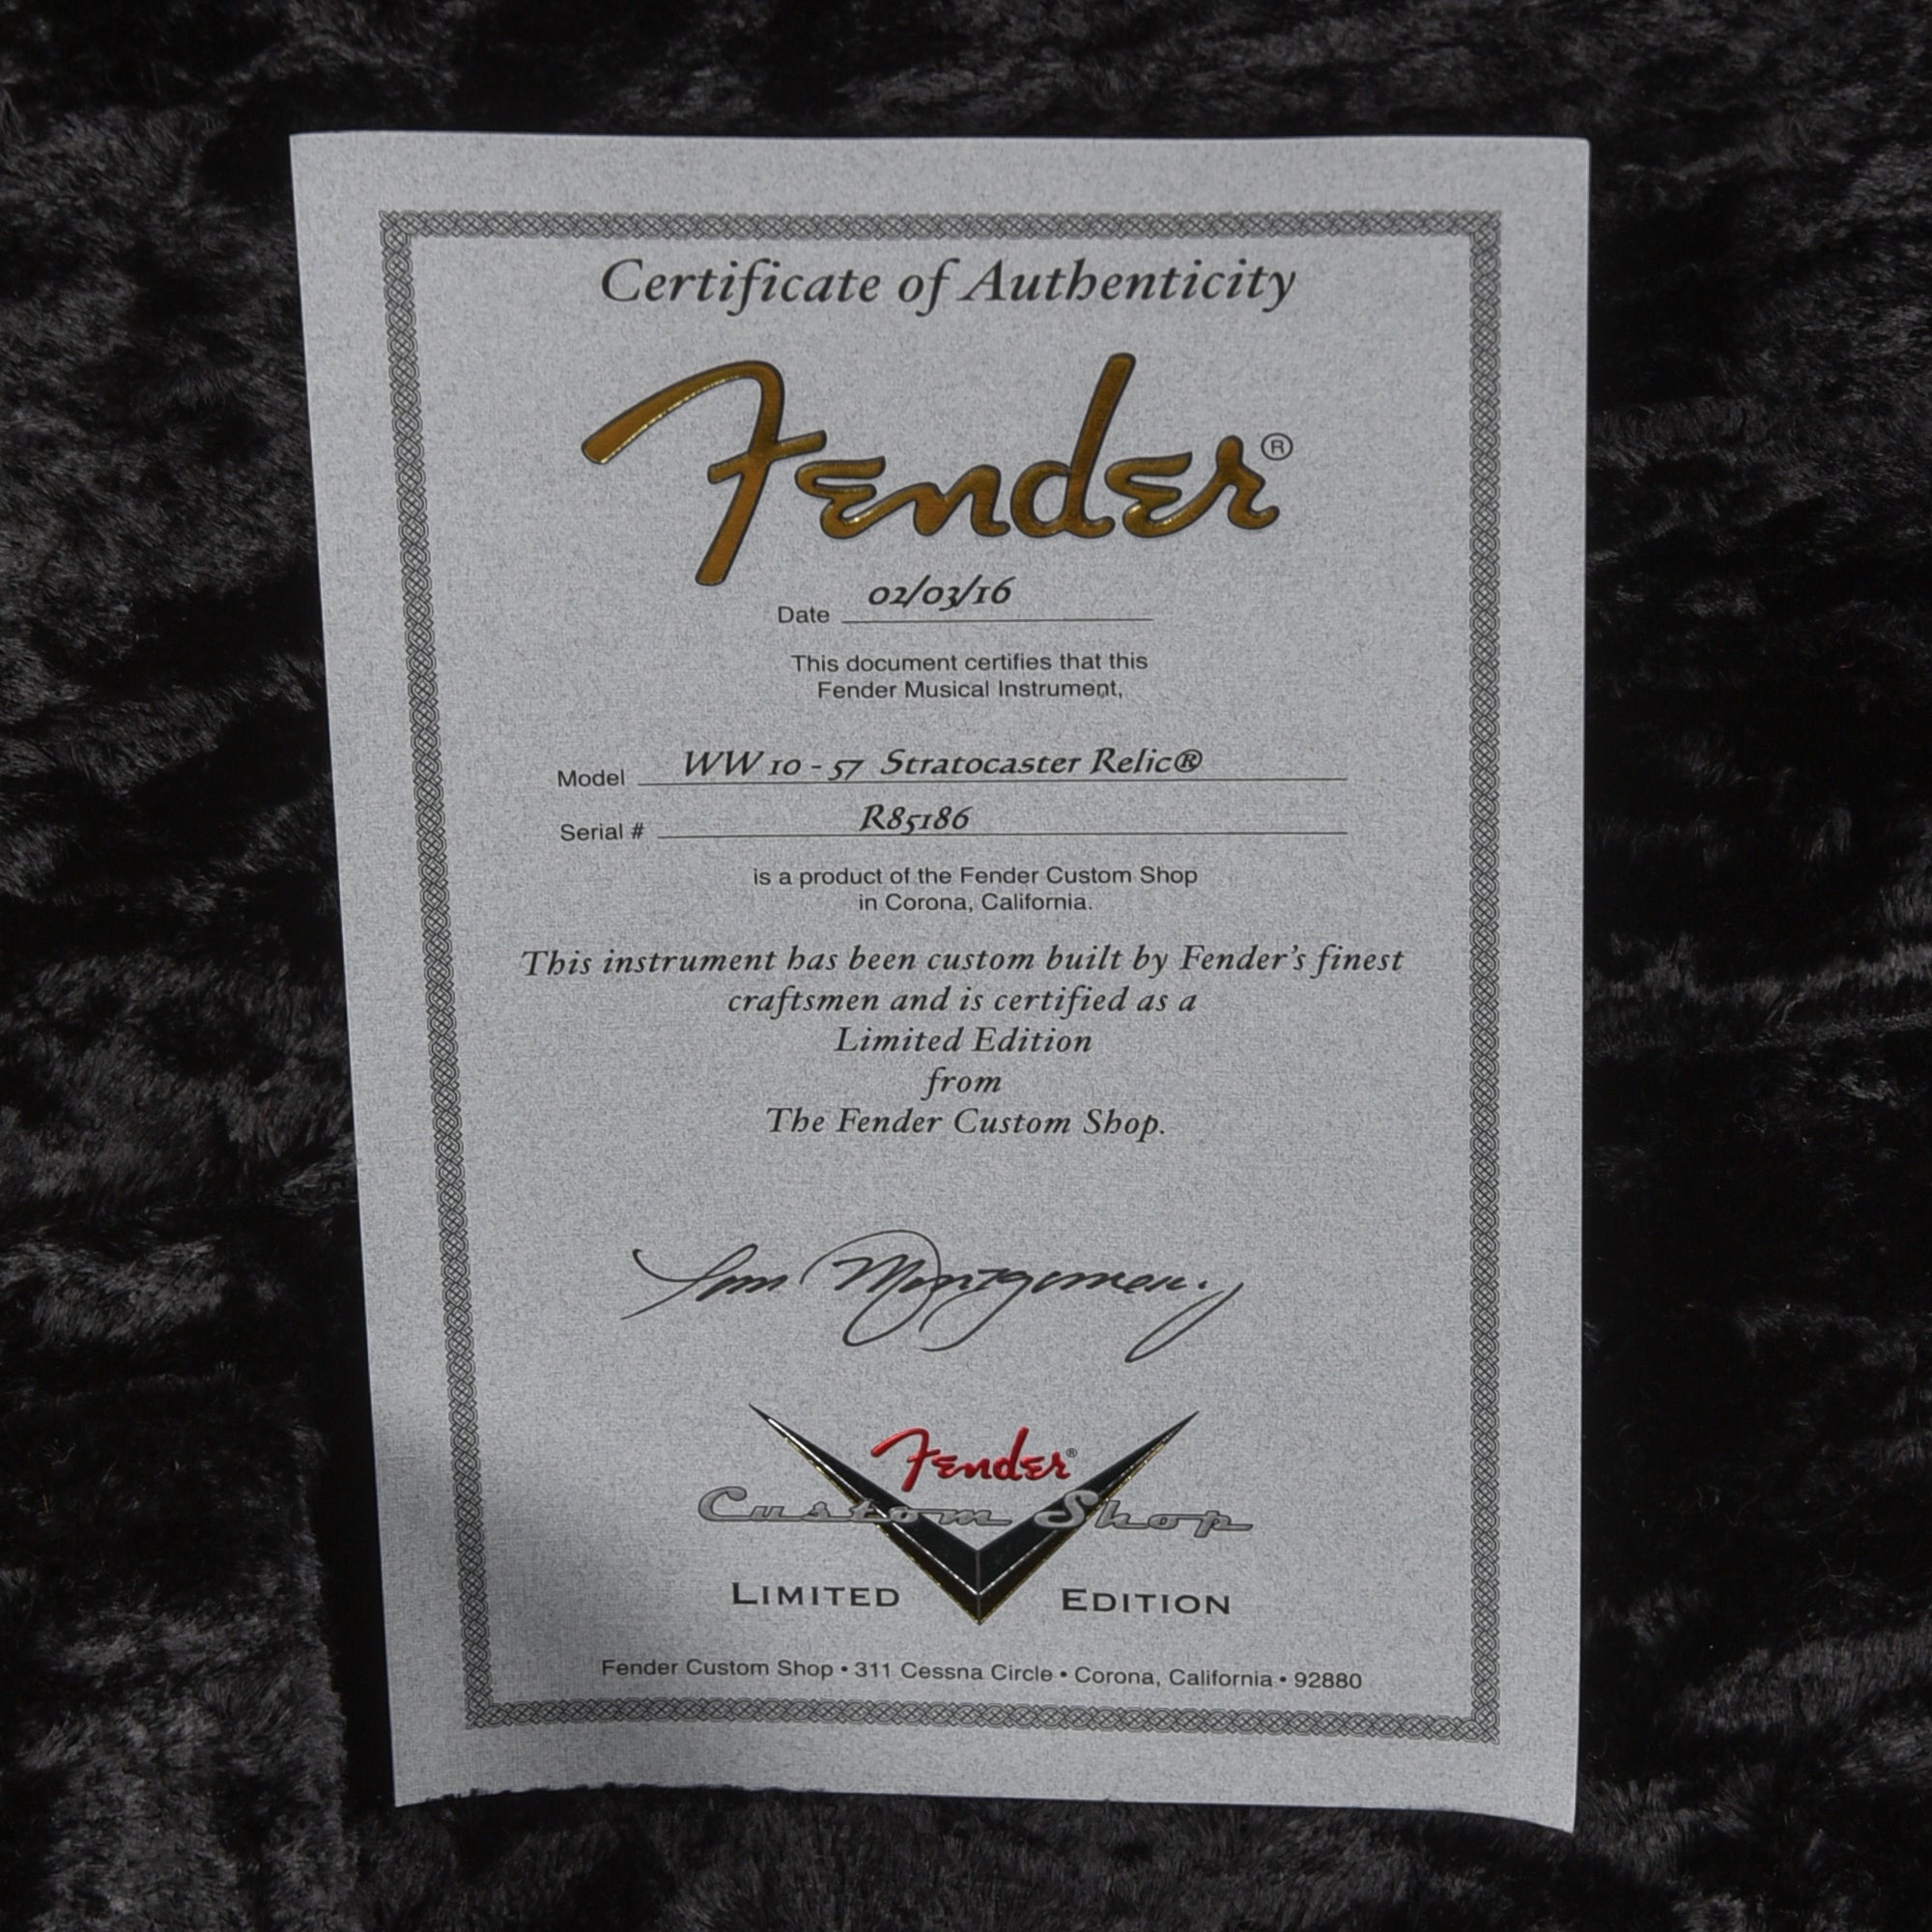 Certificate of Authenticity
Fender®
Date 02/03/16
This document certifies that this
Fender Musical Instrument,
Model WW 10 - 57 Stratocaster Relic®
Serial # R85186
is a product of the Fender Custom Shop
in Corona, California.
This instrument has been custom built by Fender's finest
craftsmen and is certified as a
Limited Edition
from
The Fender Custom Shop.
Montgomery
Fender®
Custom Shop
LIMITED EDITION
Fender Custom Shop • 311 Cessna Circle • Corona, California • 92880